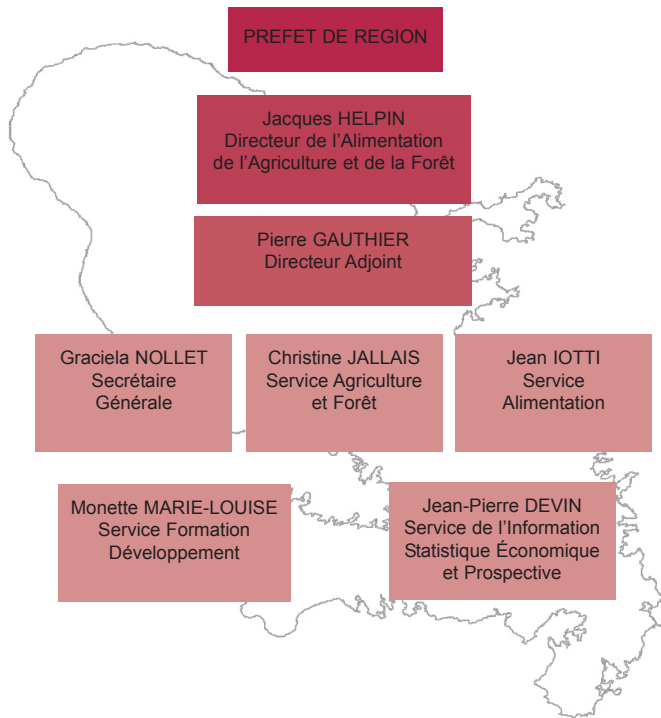 PREFET DE REGION
Jacques HELPIN
Directeur de l'Alimentation
de l'Agriculture et de la Forêt
Pierre GAUTHIER
Directeur Adjoint
Graciela NOLLET
Secrétaire
Générale
Christine JALLAIS
Service Agriculture
et Forêt
Jean IOTTI
Service
Alimentation
Monette MARIE-LOUISE
Service Formation
Développement
Jean-Pierre DEVIN
Service de l'Information
Statistique Économique
et Prospective